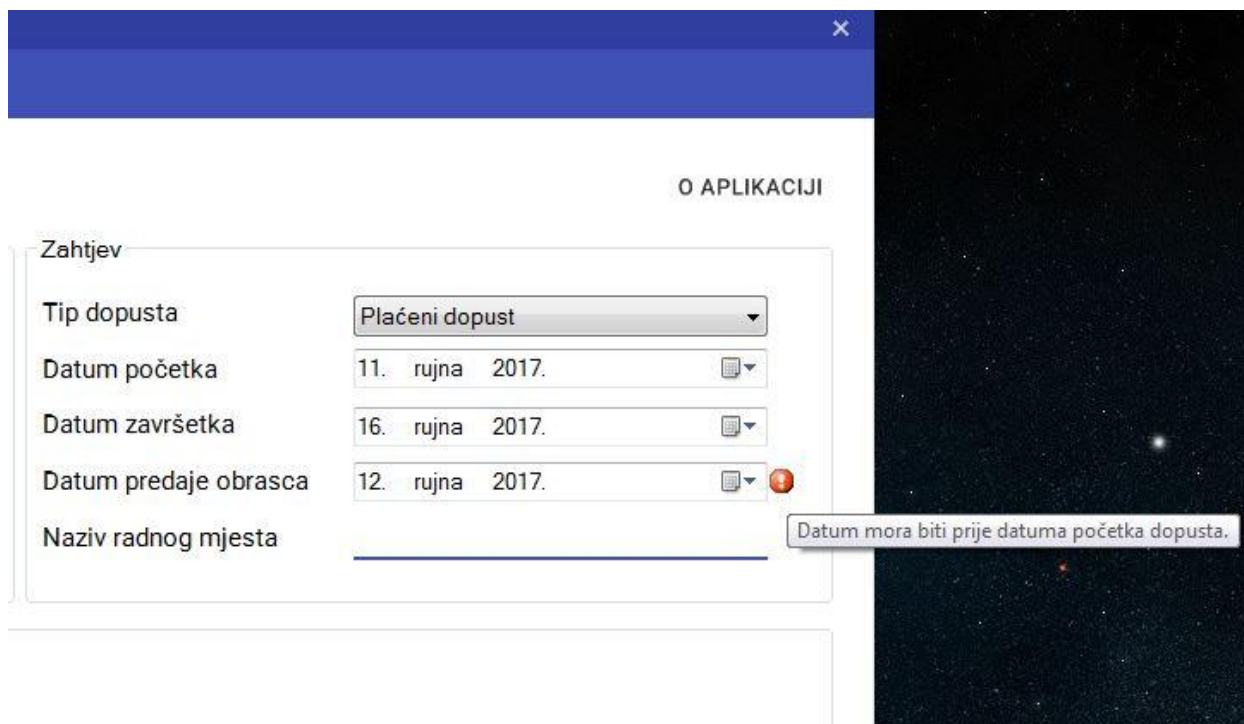 O APLIKACIJI
Zahtjev
Tip dopusta Plaćeni dopust
Datum početka 11. rujna 2017.
Datum završetka 16. rujna 2017.
Datum predaje obrasca 12. rujna 2017.
Datum mora biti prije datuma početka dopusta.
Naziv radnog mjesta